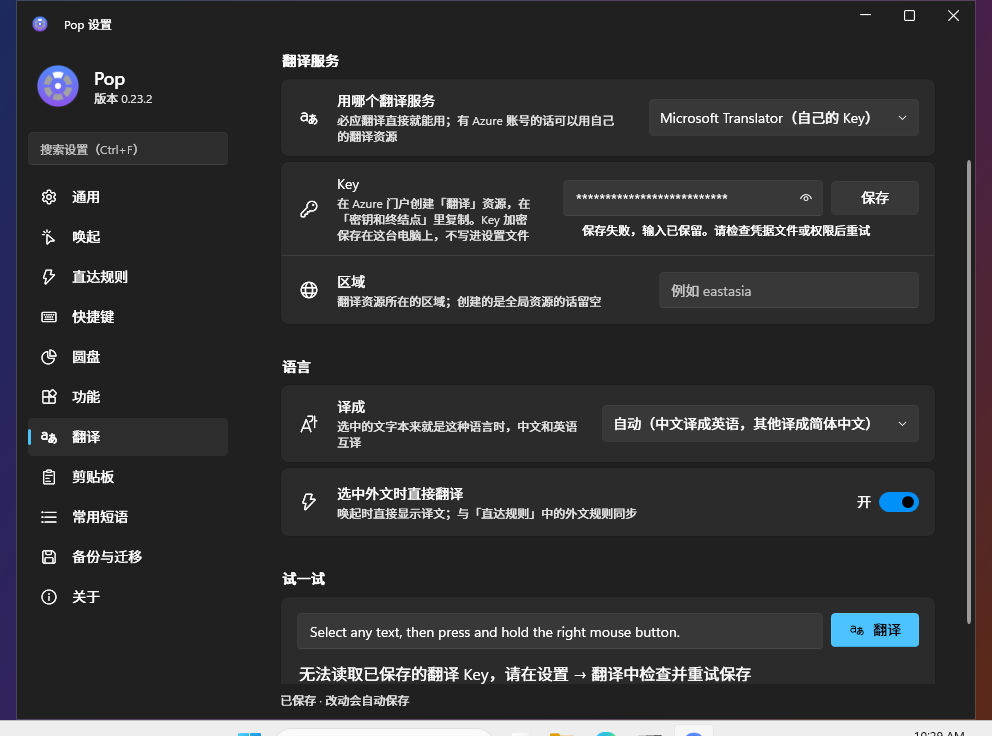 Pop 设置
Pop
版本 0.23.2
搜索设置（Ctrl+F）
通用
唤起
直达规则
快捷键
圆盘
功能
翻译
剪贴板
常用短语
备份与迁移
关于
翻译服务
用哪个翻译服务
必应翻译直接就能用；有 Azure 账号的话可以用自己
的翻译资源
Microsoft Translator（自己的 Key）
Key
在 Azure 门户创建「翻译」资源，在
「密钥和终结点」里复制。Key 加密
保存在这台电脑上，不写进设置文件
***************************
保存
保存失败，输入已保留。请检查凭据文件或权限后重试
区域
翻译资源所在的区域；创建的是全局资源的话留空
例如 eastasia
语言
译成
选中的文字本来就是这种语言时，中文和英语
互译
自动（中文译成英语，其他译成简体中文）
选中外文时直接翻译
唤起时直接显示译文；与「直达规则」中的外文规则同步
开
试一试
Select any text, then press and hold the right mouse button.
翻译
无法读取已保存的翻译 Key，请在设置 → 翻译中检查并重试保存
已保存 · 改动会自动保存
10:29 AM